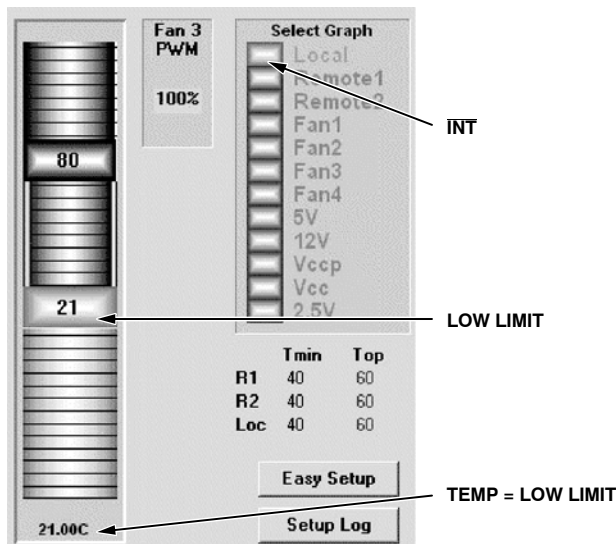 Fan 3
PWM
100%
80
21
21.00C
Select Graph
Local
Remote1
Remote2
Fan1
Fan2
Fan3
Fan4
5V
12V
Vccp
Vcc
2.5V
Tmin Top
R1 40 60
R2 40 60
Loc 40 60
Easy Setup
Setup Log
INT
LOW LIMIT
TEMP = LOW LIMIT